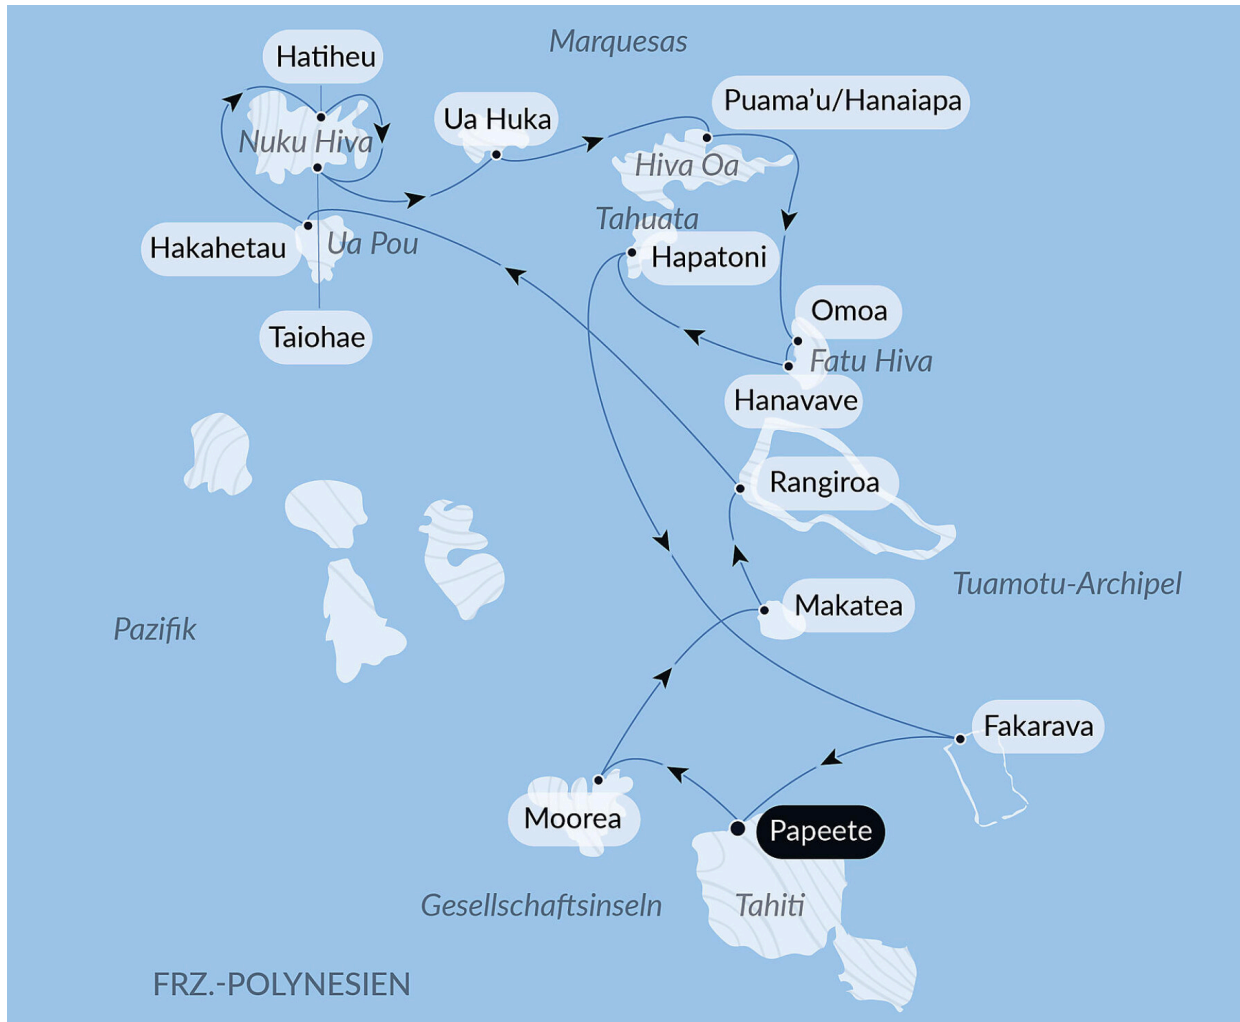 Marquesas
Hatiheu
Puama’u/Hanaiapa
Ua Huka
Nuku Hiva
Hiva Oa
Tahuata
Hakahetau
Ua Pou
Hapatoni
Omoa
Taiohae
Fatu Hiva
Hanavave
Rangiroa
Tuamotu-Archipel
Makatea
Pazifik
Fakarava
Moorea
Papeete
Gesellschaftsinseln
Tahiti
FRZ.-POLYNESIEN